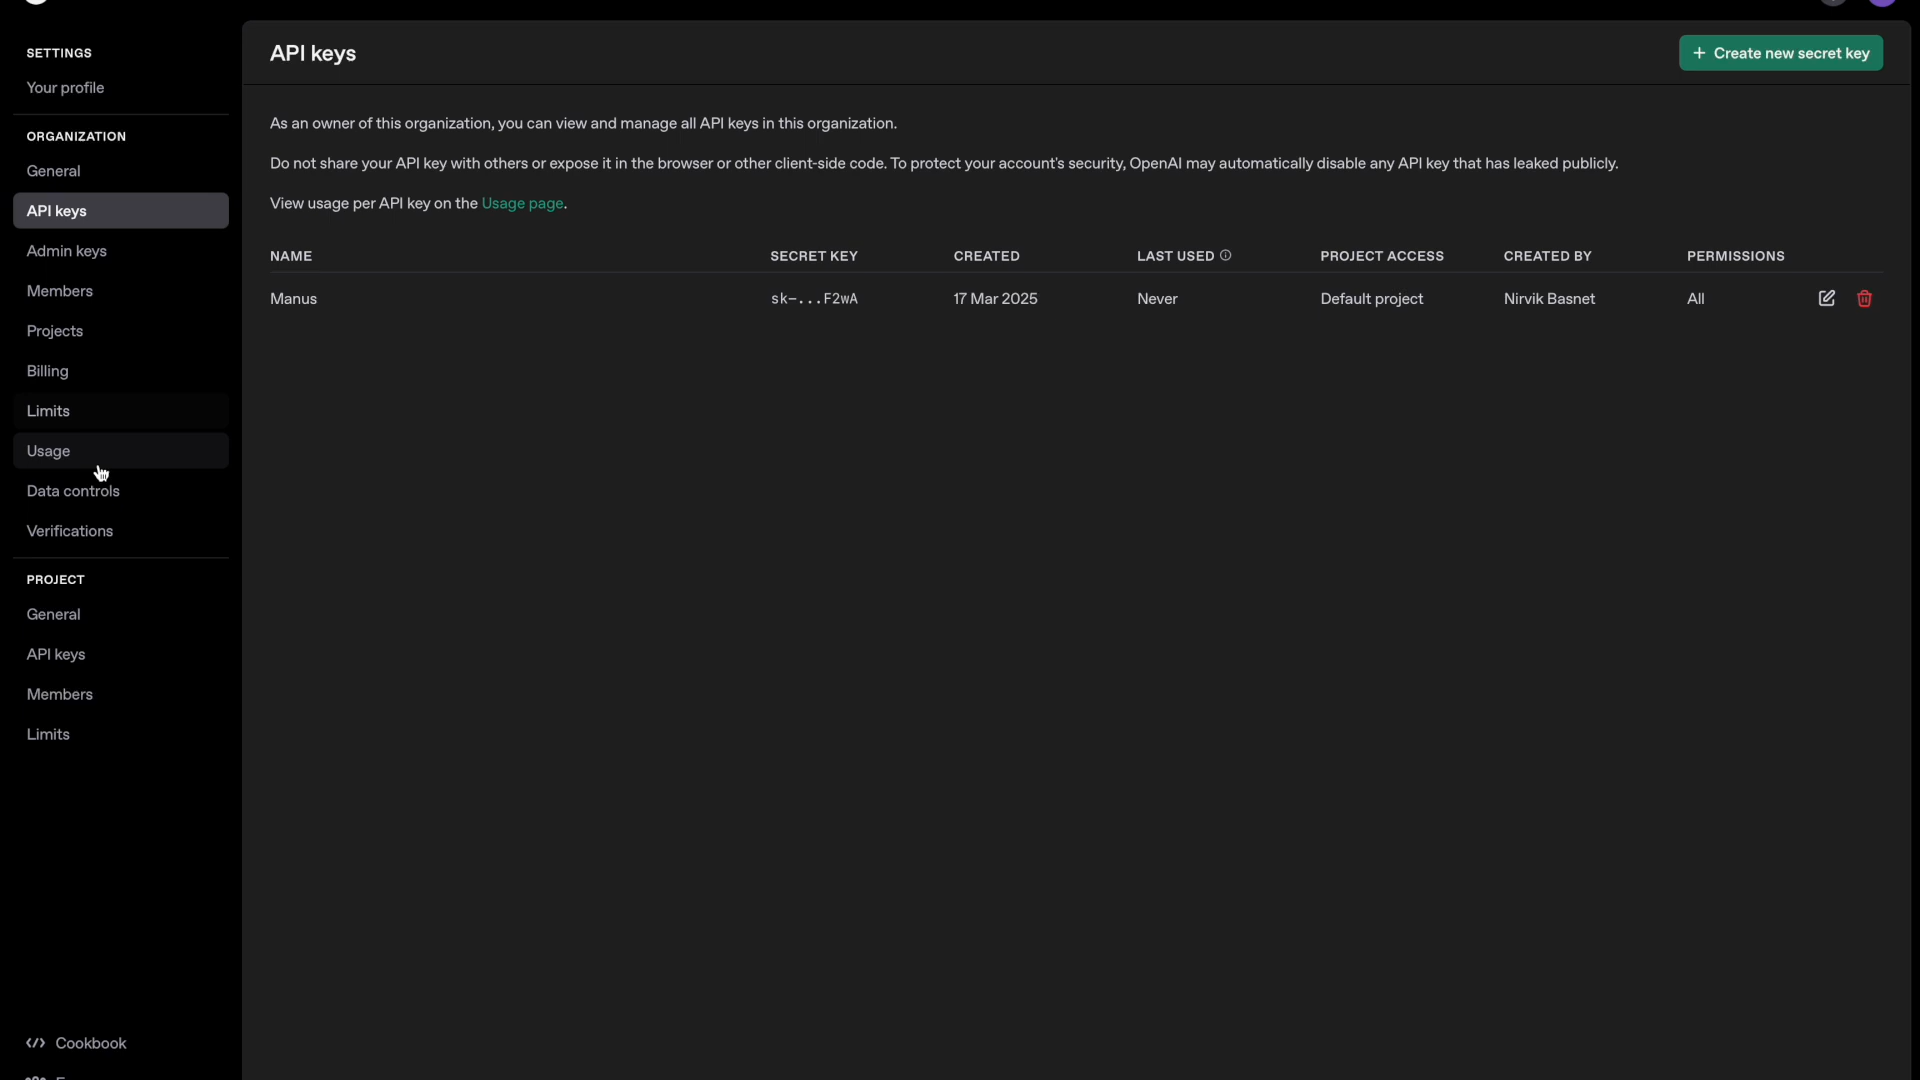 SETTINGS
Your profile
ORGANIZATION
General
API keys
Admin keys
Members
Projects
Billing
Limits
Usage
Data controls
Verifications
PROJECT
General
API keys
Members
Limits
Cookbook
API keys
+ Create new secret key
As an owner of this organization, you can view and manage all API keys in this organization.
Do not share your API key with others or expose it in the browser or other client-side code. To protect your account's security, OpenAI may automatically disable any API key that has leaked publicly.
View usage per API key on the Usage page.
NAME SECRET KEY CREATED LAST USED PROJECT ACCESS CREATED BY PERMISSIONS
Manus sk-...F2wA 17 Mar 2025 Never Default project Nirvik Basnet All